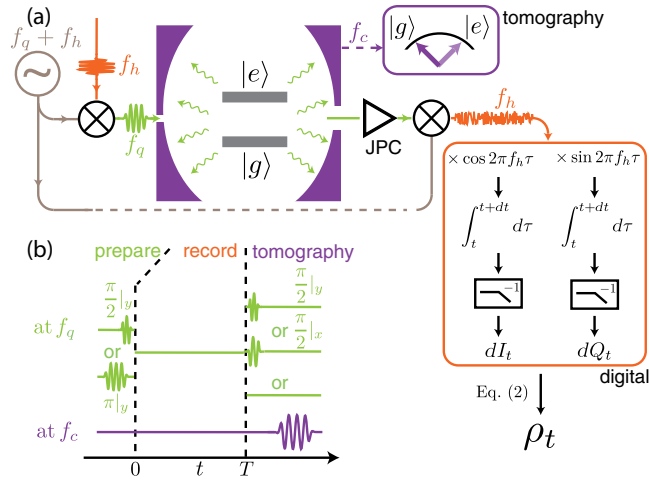 (a)
f_q + f_h
f_h
f_q
|e⟩
|g⟩
f_c
tomography
|g⟩ |e⟩
JPC
f_h
× cos 2πf_hτ × sin 2πf_hτ
∫_t^{t+dt} dτ ∫_t^{t+dt} dτ
−1 −1
dI_t dQ_t
digital
Eq. (2)
ρ_t
(b)
prepare record tomography
π/2|_y π/2|_y
at f_q
or or π/2|_x
π|_y or
at f_c
0 t T